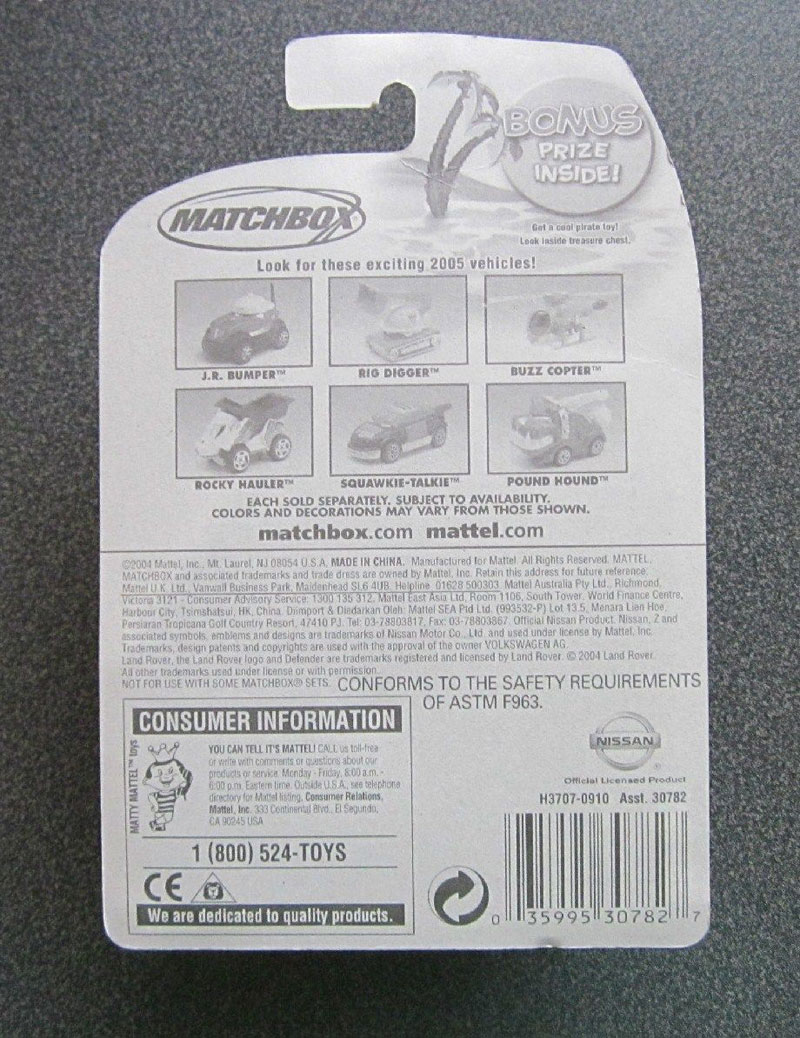 BONUS
PRIZE
INSIDE!
Get a cool pirate toy!
Look inside treasure chest.
MATCHBOX
Look for these exciting 2005 vehicles!
J.R. BUMPER™ RIG DIGGER™ BUZZ COPTER™
ROCKY HAULER™ SQUAWKIE-TALKIE™ POUND HOUND™
EACH SOLD SEPARATELY. SUBJECT TO AVAILABILITY.
COLORS AND DECORATIONS MAY VARY FROM THOSE SHOWN.
matchbox.com mattel.com
©2004 Mattel, Inc., Mt. Laurel, NJ 08054 U.S.A. MADE IN CHINA. Manufactured for Mattel. All Rights Reserved. MATTEL,
MATCHBOX and associated trademarks and trade dress are owned by Mattel, Inc. Retain this address for future reference:
Mattel U.K. Ltd., Vanwall Business Park, Maidenhead SL6 4UB. Helpline 01628 500303. Mattel Australia Pty Ltd., Richmond,
Victoria 3121 - Consumer Advisory Service: 1300 135 312. Mattel East Asia Ltd, Room 1106, South Tower, World Finance Centre,
Harbour City, Tsimshatsui, HK, China. Diimport & Diedarkan Oleh: Mattel SEA Ptd Ltd. (993532-P) Lot 13.5, Menara Lien Hoe,
Persiaran Tropicana Golf Country Resort, 47410 PJ. Tel: 03-78803817, Fax: 03-78803867. Official Nissan Product. Nissan, Z and
associated symbols, emblems and designs are trademarks of Nissan Motor Co., Ltd. and used under license by Mattel, Inc.
Trademarks, design patents and copyrights are used with the approval of the owner VOLKSWAGEN AG.
Land Rover, the Land Rover logo and Defender are trademarks registered and licensed by Land Rover. © 2004 Land Rover.
All other trademarks used under license or with permission.
NOT FOR USE WITH SOME MATCHBOX® SETS. CONFORMS TO THE SAFETY REQUIREMENTS
OF ASTM F963.
CONSUMER INFORMATION
MATTY MATTEL™ toys
YOU CAN TELL IT'S MATTEL! CALL us toll-free
or write with comments or questions about our
products or service. Monday - Friday, 8:00 a.m. -
6:00 p.m. Eastern time. Outside U.S.A., see telephone
directory for Mattel listing. Consumer Relations,
Mattel, Inc. 333 Continental Blvd., El Segundo,
CA 90245 USA
1 (800) 524-TOYS
CE
We are dedicated to quality products.
NISSAN
®
Official Licensed Product
H3707-0910 Asst. 30782
0 35995 30782 7